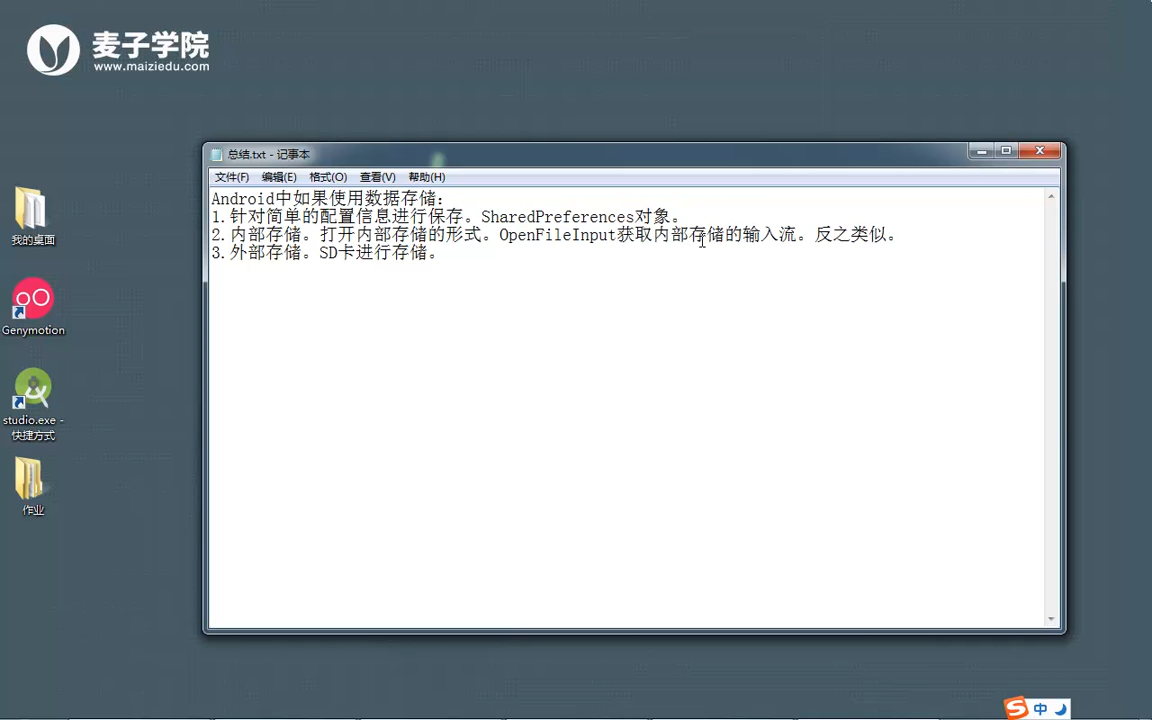 麦子学院
www.maiziedu.com
总结.txt - 记事本
文件(F) 编辑(E) 格式(O) 查看(V) 帮助(H)
Android中如果使用数据存储：
1.针对简单的配置信息进行保存。SharedPreferences对象。
2.内部存储。打开内部存储的形式。OpenFileInput获取内部存储的输入流。反之类似。
3.外部存储。SD卡进行存储。
我的桌面
Genymotion
studio.exe -
快捷方式
作业
S 中